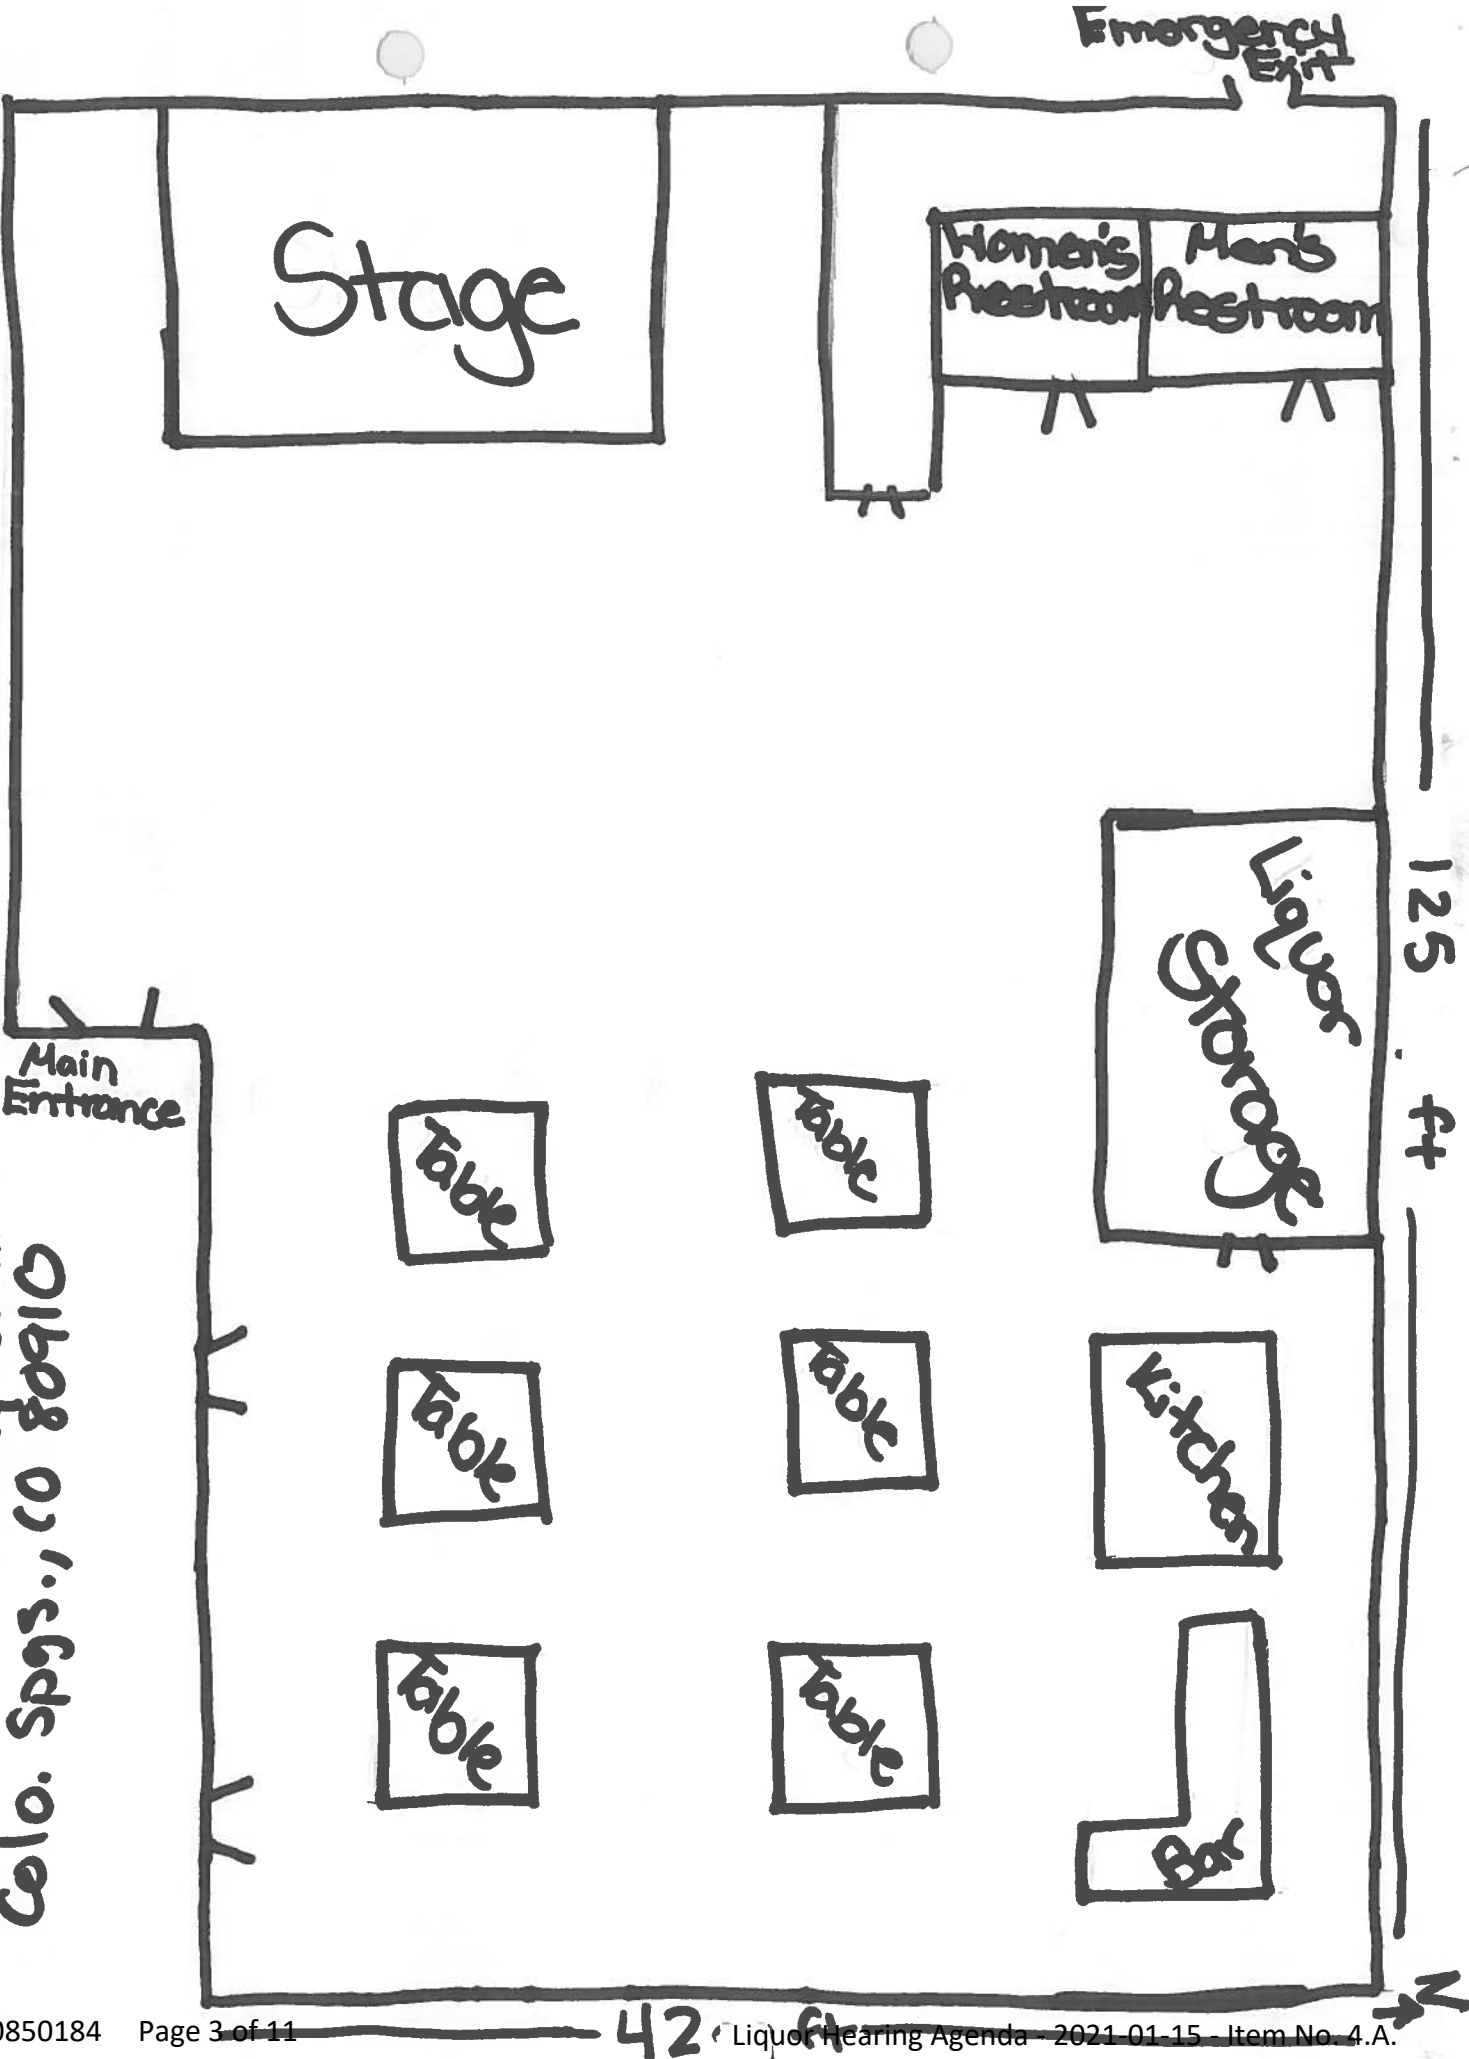 Emergency
Exit
Stage
Women's
Restroom
Men's
Restroom
Liquor
Storage
125 ft
Main
Entrance
Table
Table
Table
Table
Kitchen
Table
Table
Bar
Colo. Spgs., CO 80910
N
42 ft
0850184 Page 3 of 11
Liquor Hearing Agenda - 2021-01-15 - Item No. 4.A.